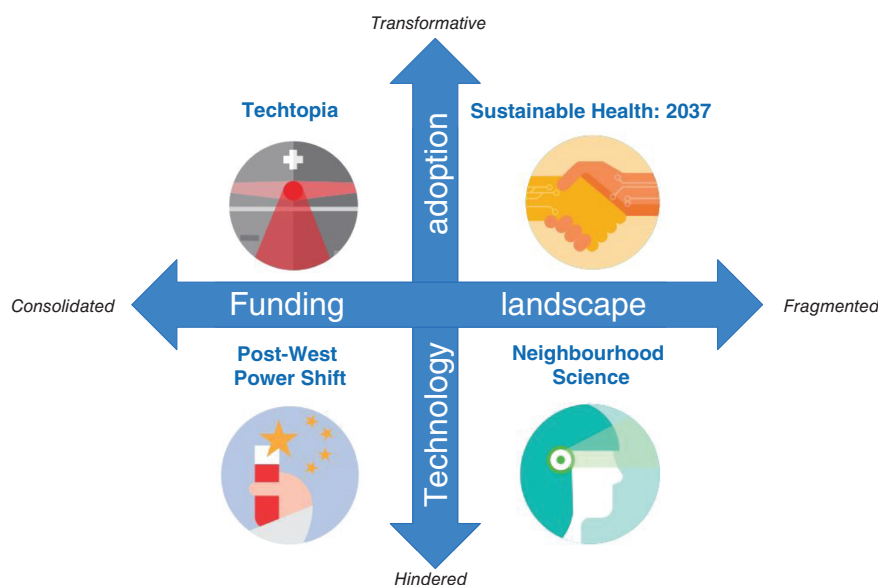 Transformative
Techtopia
Sustainable Health: 2037
adoption
Consolidated
Funding
landscape
Fragmented
Post-West
Power Shift
Technology
Neighbourhood
Science
Hindered